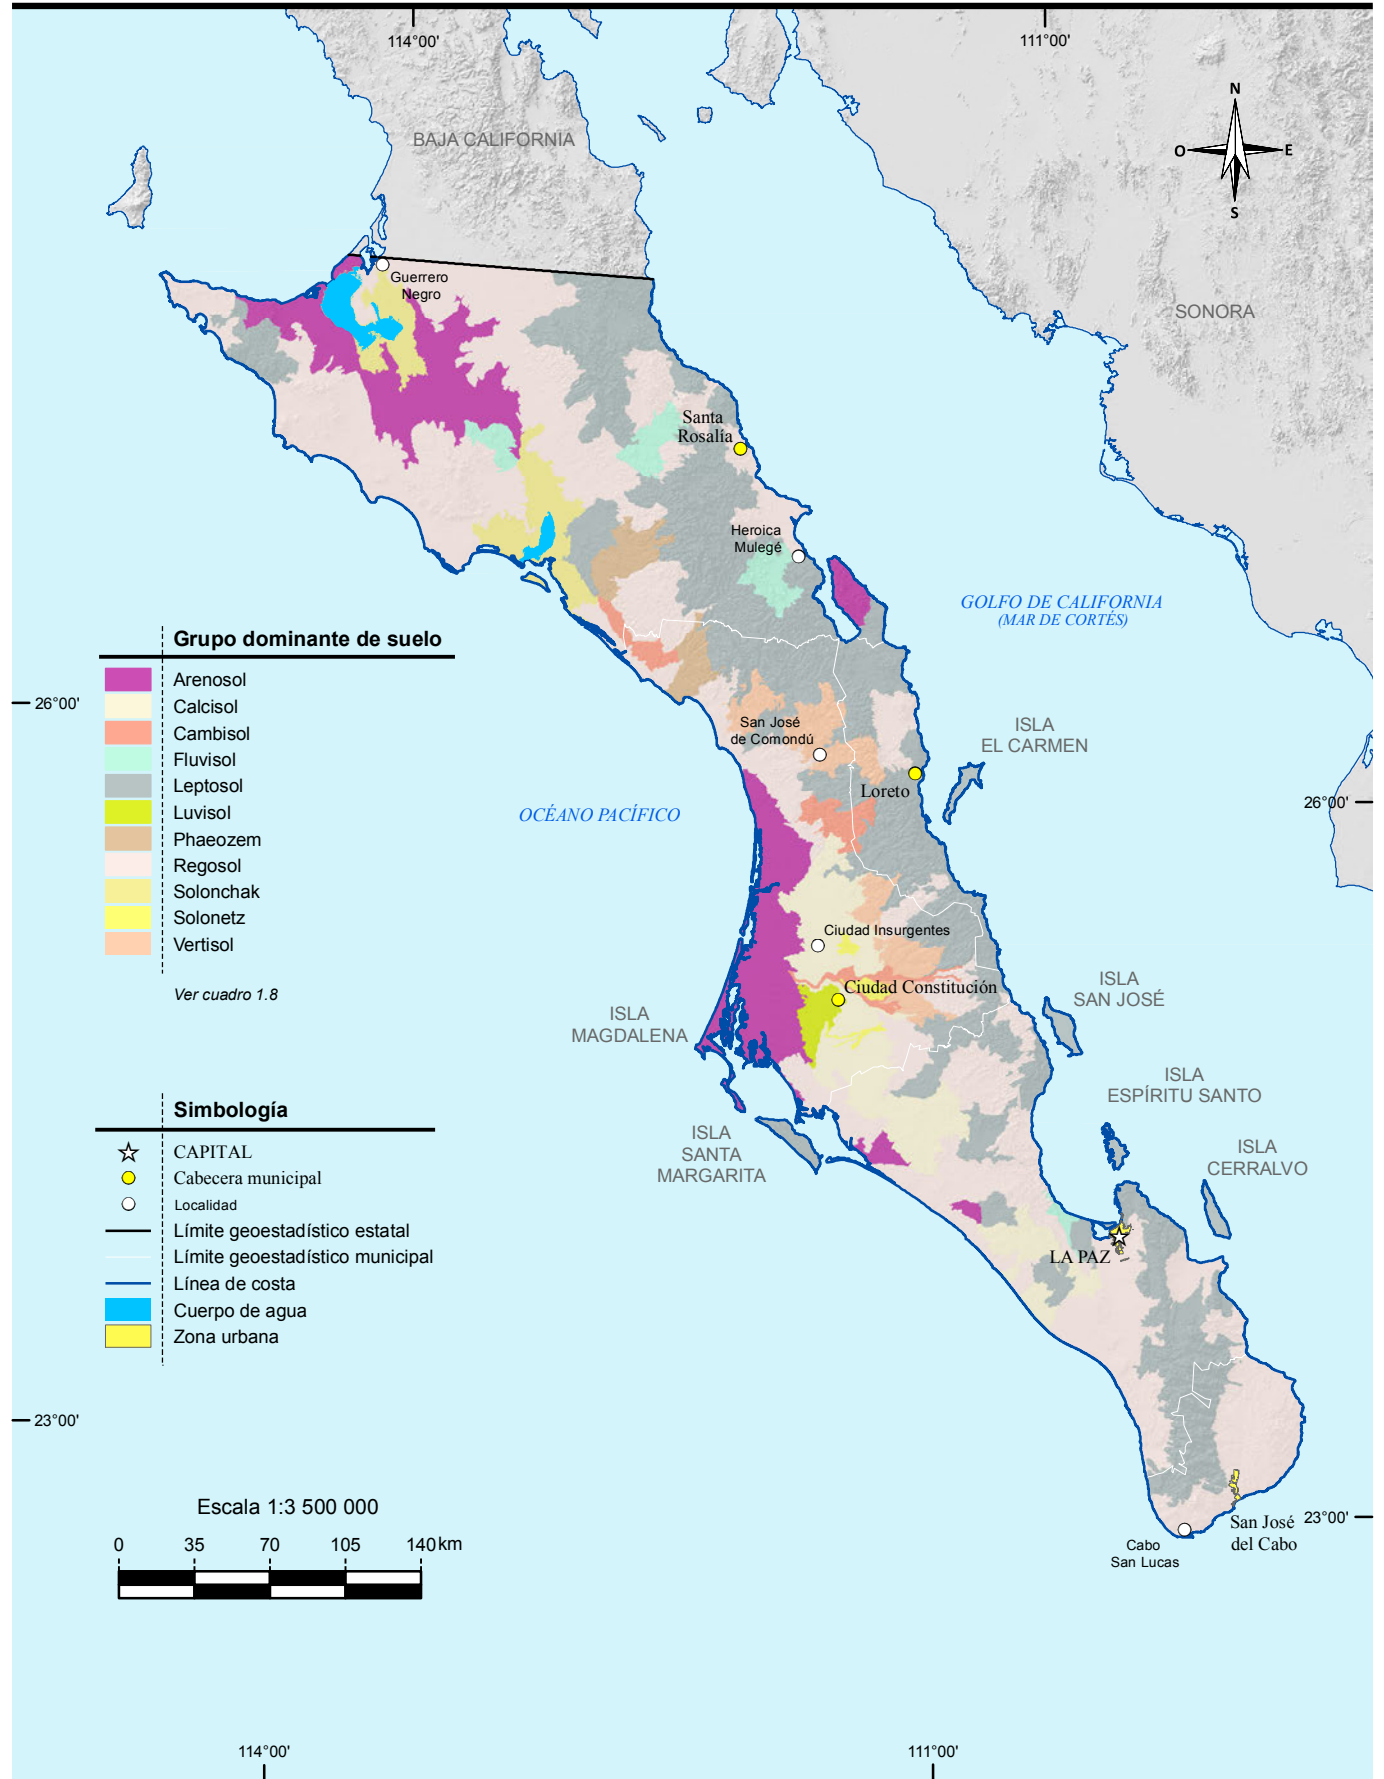 114°00'
111°00'
N
O
E
S
BAJA CALIFORNIA
SONORA
Guerrero
Negro
Santa
Rosalía
Heroica
Mulegé
GOLFO DE CALIFORNIA
(MAR DE CORTÉS)
Grupo dominante de suelo
Arenosol
Calcisol
Cambisol
Fluvisol
Leptosol
Luvisol
Phaeozem
Regosol
Solonchak
Solonetz
Vertisol
Ver cuadro 1.8
26°00'
San José
de Comondú
ISLA
EL CARMEN
Loreto
26°00'
OCÉANO PACÍFICO
Ciudad Insurgentes
Ciudad Constitución
ISLA
SAN JOSÉ
ISLA
MAGDALENA
ISLA
ESPÍRITU SANTO
ISLA
SANTA
MARGARITA
ISLA
CERRALVO
LA PAZ
Simbología
CAPITAL
Cabecera municipal
Localidad
Límite geoestadístico estatal
Límite geoestadístico municipal
Línea de costa
Cuerpo de agua
Zona urbana
23°00'
23°00'
San José
del Cabo
Cabo
San Lucas
Escala 1:3 500 000
0 35 70 105 140 km
114°00'
111°00'